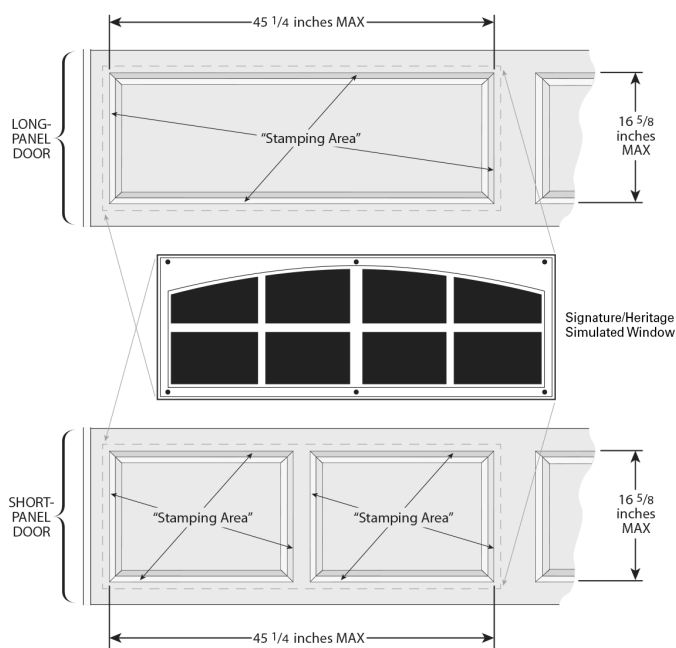 45 1/4 inches MAX
LONG-
PANEL
DOOR
“Stamping Area”
16 5/8
inches
MAX
Signature/Heritage
Simulated Window
SHORT-
PANEL
DOOR
“Stamping Area”
“Stamping Area”
16 5/8
inches
MAX
45 1/4 inches MAX